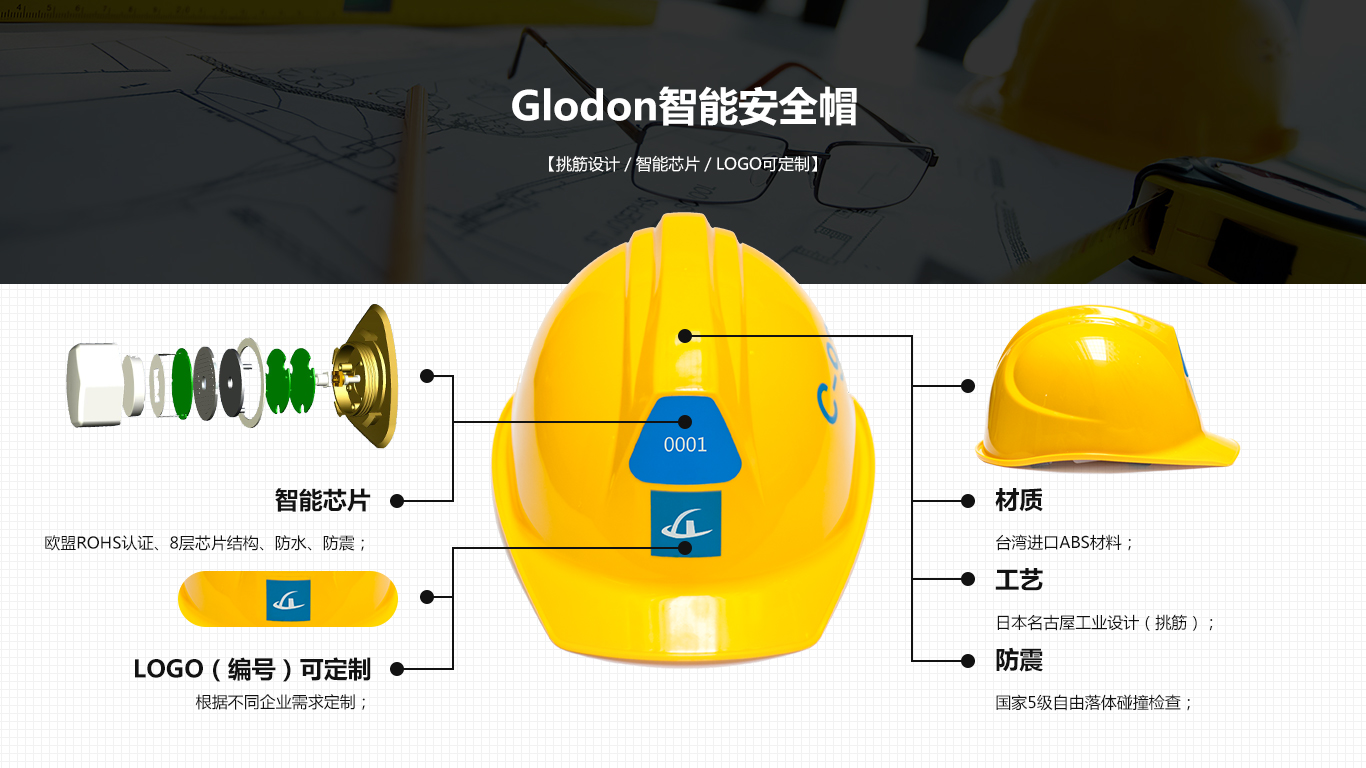 Glodon智能安全帽
【挑筋设计 / 智能芯片 / LOGO可定制】
0001
智能芯片
欧盟ROHS认证、8层芯片结构、防水、防震；
LOGO（编号）可定制
根据不同企业需求定制；
材质
台湾进口ABS材料；
工艺
日本名古屋工业设计（挑筋）；
防震
国家5级自由落体碰撞检查；